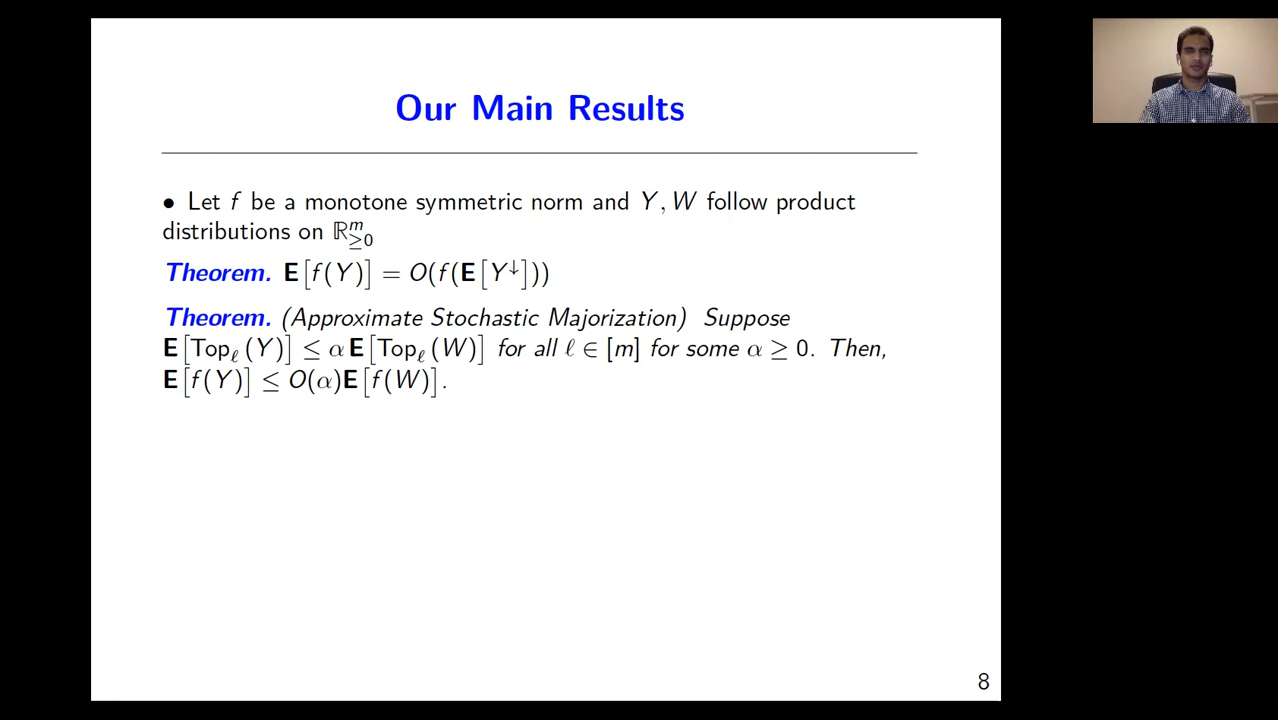 Our Main Results
• Let f be a monotone symmetric norm and Y, W follow product
distributions on ℝ^m_≥0
Theorem. E[f(Y)] = O(f(E[Y↓]))
Theorem. (Approximate Stochastic Majorization) Suppose
E[Top_ℓ(Y)] ≤ αE[Top_ℓ(W)] for all ℓ ∈ [m] for some α ≥ 0. Then,
E[f(Y)] ≤ O(α)E[f(W)].
8